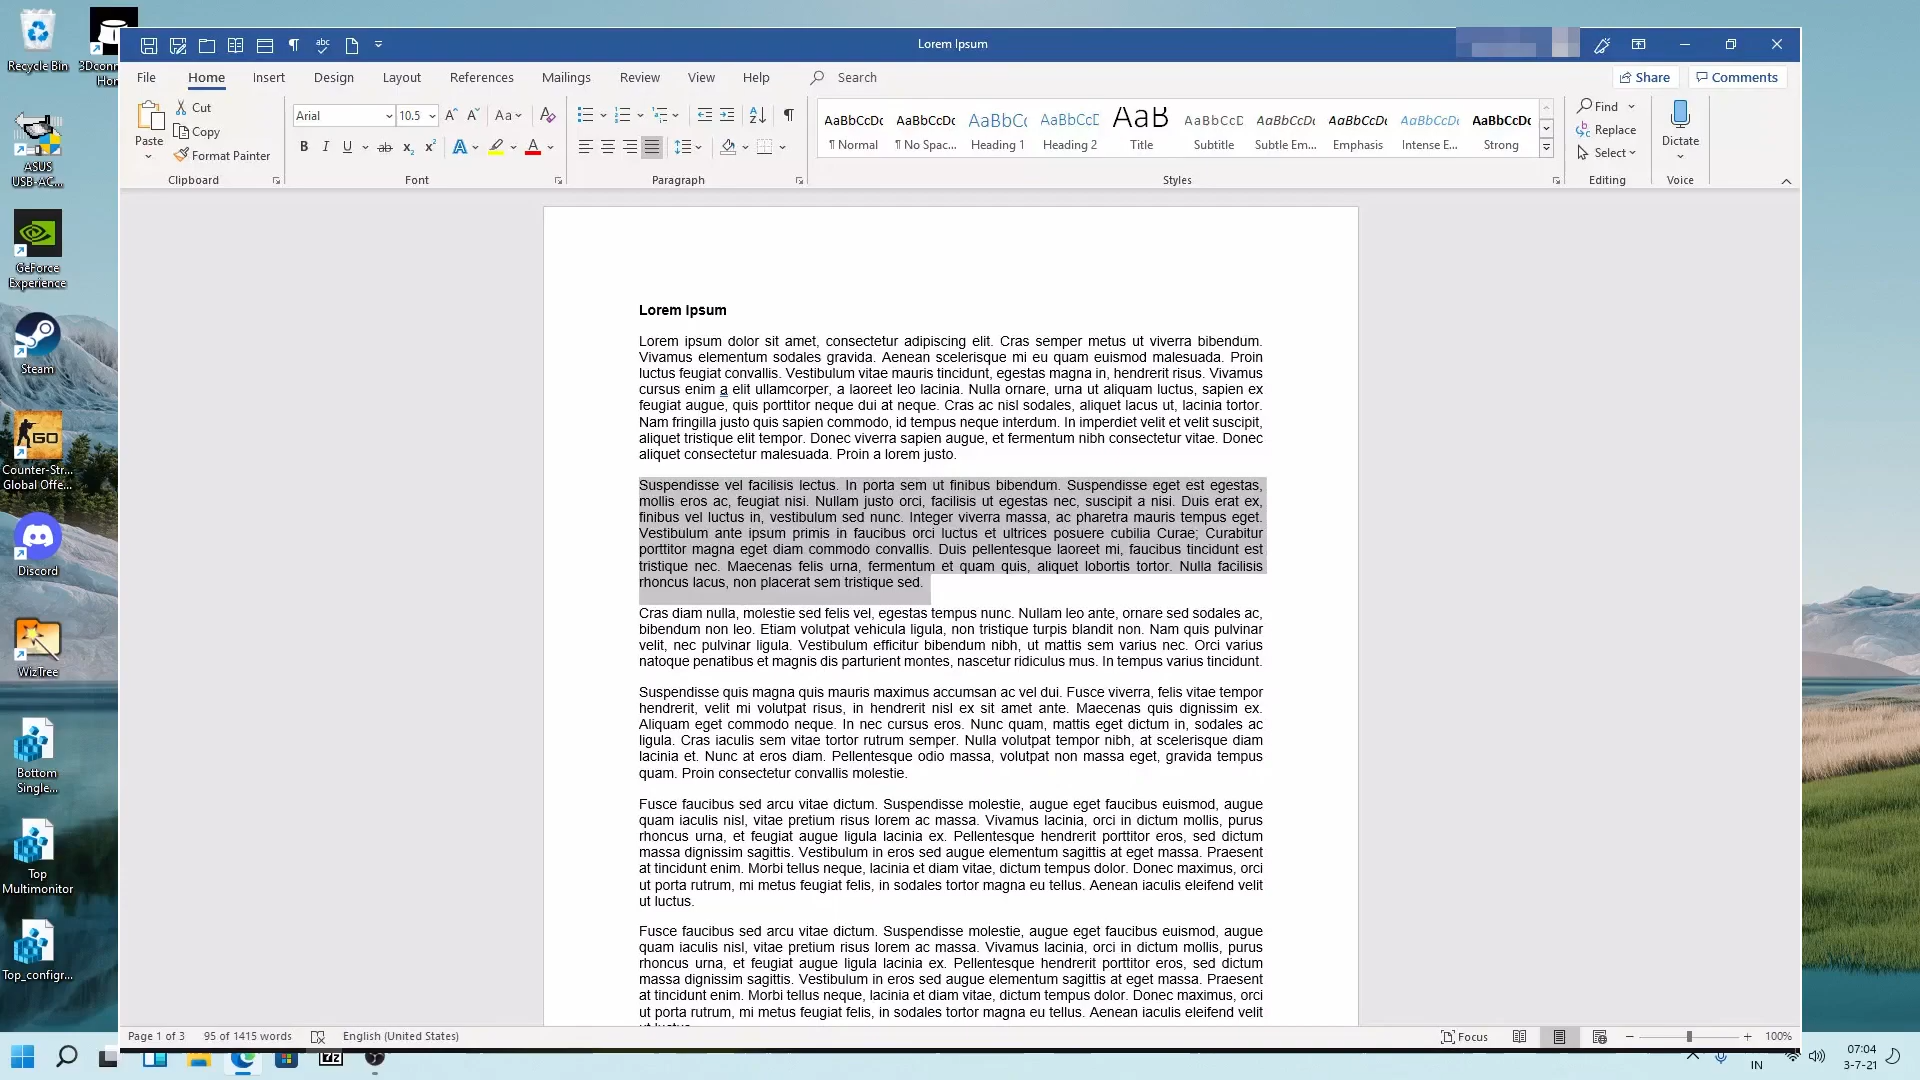 Recycle Bin
3Dconn
Hom
ASUS
USB-AC...
GeForce
Experience
Steam
GO
Counter-Str...
Global Offe...
Discord
WizTree
Bottom
Single...
Top
Multimonitor
Top_configr...
abc
Lorem Ipsum
File Home Insert Design Layout References Mailings Review View Help Search
Share Comments
Paste
Cut
Copy
Format Painter
Clipboard
Arial 10.5 Aa
B I U ab x₂ x² A A
Font
Paragraph
AaBbCcDc AaBbCcDc AaBbCc AaBbCcE AaB AaBbCcD AaBbCcDc AaBbCcDc AaBbCcDc AaBbCcDc
¶ Normal ¶ No Spac... Heading 1 Heading 2 Title Subtitle Subtle Em... Emphasis Intense E... Strong
Styles
Find
Replace
Select
Editing
Dictate
Voice
Lorem Ipsum
Lorem ipsum dolor sit amet, consectetur adipiscing elit. Cras semper metus ut viverra bibendum.
Vivamus elementum sodales gravida. Aenean scelerisque mi eu quam euismod malesuada. Proin
luctus feugiat convallis. Vestibulum vitae mauris tincidunt, egestas magna in, hendrerit risus. Vivamus
cursus enim a elit ullamcorper, a laoreet leo lacinia. Nulla ornare, urna ut aliquam luctus, sapien ex
feugiat augue, quis porttitor neque dui at neque. Cras ac nisl sodales, aliquet lacus ut, lacinia tortor.
Nam fringilla justo quis sapien commodo, id tempus neque interdum. In imperdiet velit et velit suscipit,
aliquet tristique elit tempor. Donec viverra sapien augue, et fermentum nibh consectetur vitae. Donec
aliquet consectetur malesuada. Proin a lorem justo.
Suspendisse vel facilisis lectus. In porta sem ut finibus bibendum. Suspendisse eget est egestas,
mollis eros ac, feugiat nisi. Nullam justo orci, facilisis ut egestas nec, suscipit a nisi. Duis erat ex,
finibus vel luctus in, vestibulum sed nunc. Integer viverra massa, ac pharetra mauris tempus eget.
Vestibulum ante ipsum primis in faucibus orci luctus et ultrices posuere cubilia Curae; Curabitur
porttitor magna eget diam commodo convallis. Duis pellentesque laoreet mi, faucibus tincidunt est
tristique nec. Maecenas felis urna, fermentum et quam quis, aliquet lobortis tortor. Nulla facilisis
rhoncus lacus, non placerat sem tristique sed.
Cras diam nulla, molestie sed felis vel, egestas tempus nunc. Nullam leo ante, ornare sed sodales ac,
bibendum non leo. Etiam volutpat vehicula ligula, non tristique turpis blandit non. Nam quis pulvinar
velit, nec pulvinar ligula. Vestibulum efficitur bibendum nibh, ut mattis sem varius nec. Orci varius
natoque penatibus et magnis dis parturient montes, nascetur ridiculus mus. In tempus varius tincidunt.
Suspendisse quis magna quis mauris maximus accumsan ac vel dui. Fusce viverra, felis vitae tempor
hendrerit, velit mi volutpat risus, in hendrerit nisl ex sit amet ante. Maecenas quis dignissim ex.
Aliquam eget commodo neque. In nec cursus eros. Nunc quam, mattis eget dictum in, sodales ac
ligula. Cras iaculis sem vitae tortor rutrum semper. Nulla volutpat tempor nibh, at scelerisque diam
lacinia et. Nunc at eros diam. Pellentesque odio massa, volutpat non massa eget, gravida tempus
quam. Proin consectetur convallis molestie.
Fusce faucibus sed arcu vitae dictum. Suspendisse molestie, augue eget faucibus euismod, augue
quam iaculis nisl, vitae pretium risus lorem ac massa. Vivamus lacinia, orci in dictum mollis, purus
rhoncus urna, et feugiat augue ligula lacinia ex. Pellentesque hendrerit porttitor eros, sed dictum
massa dignissim sagittis. Vestibulum in eros sed augue elementum sagittis at eget massa. Praesent
at tincidunt enim. Morbi tellus neque, lacinia et diam vitae, dictum tempus dolor. Donec maximus, orci
ut porta rutrum, mi metus feugiat felis, in sodales tortor magna eu tellus. Aenean iaculis eleifend velit
ut luctus.
Fusce faucibus sed arcu vitae dictum. Suspendisse molestie, augue eget faucibus euismod, augue
quam iaculis nisl, vitae pretium risus lorem ac massa. Vivamus lacinia, orci in dictum mollis, purus
rhoncus urna, et feugiat augue ligula lacinia ex. Pellentesque hendrerit porttitor eros, sed dictum
massa dignissim sagittis. Vestibulum in eros sed augue elementum sagittis at eget massa. Praesent
at tincidunt enim. Morbi tellus neque, lacinia et diam vitae, dictum tempus dolor. Donec maximus, orci
ut porta rutrum, mi metus feugiat felis, in sodales tortor magna eu tellus. Aenean iaculis eleifend velit
ut luctus.
Page 1 of 3 95 of 1415 words English (United States)
Focus 100%
7z
IN
07:04
3-7-21